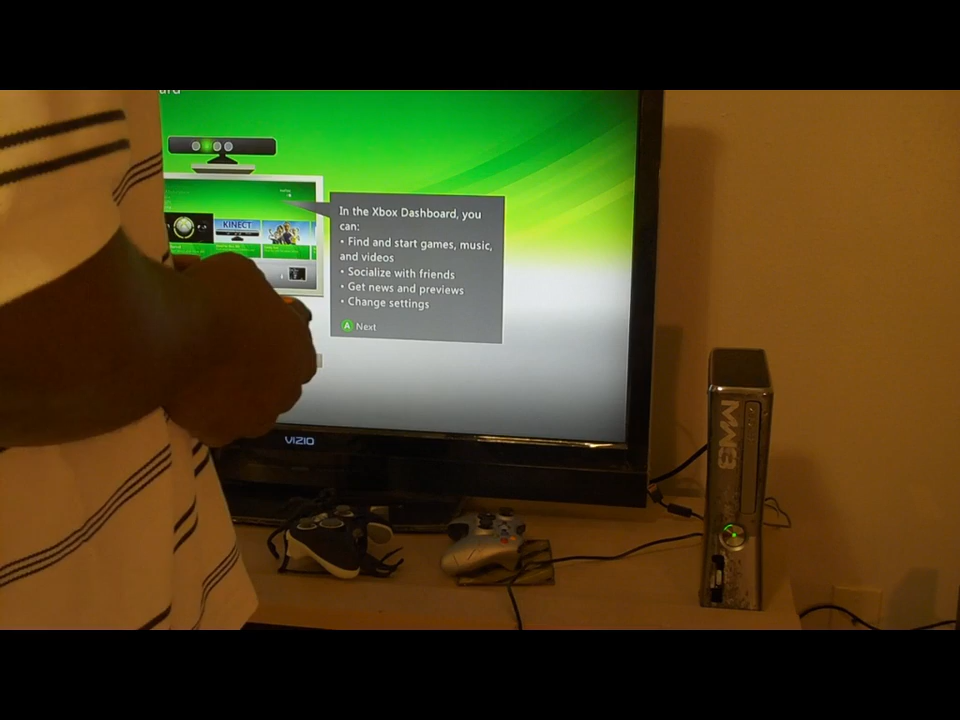 ard
KINECT
In the Xbox Dashboard, you
can:
• Find and start games, music,
and videos
• Socialize with friends
• Get news and previews
• Change settings
A Next
VIZIO
MW3